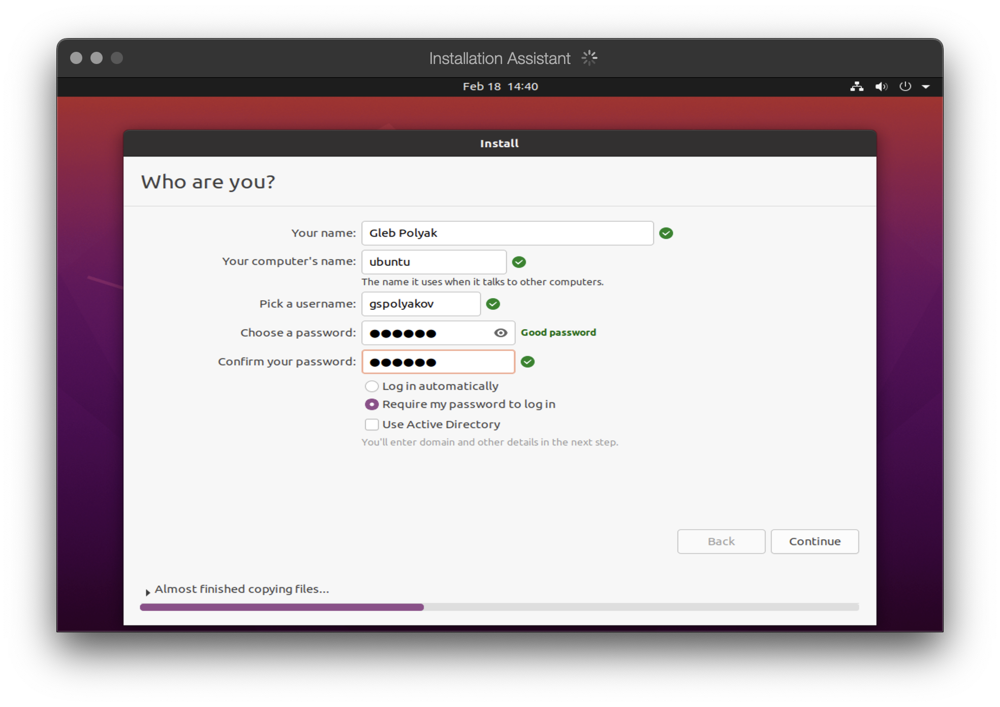 Installation Assistant
Feb 18 14:40
Install
Who are you?
Your name: Gleb Polyak
Your computer's name: ubuntu
The name it uses when it talks to other computers.
Pick a username: gspolyakov
Choose a password: ●●●●●● Good password
Confirm your password: ●●●●●●
Log in automatically
Require my password to log in
Use Active Directory
You'll enter domain and other details in the next step.
Back Continue
Almost finished copying files...